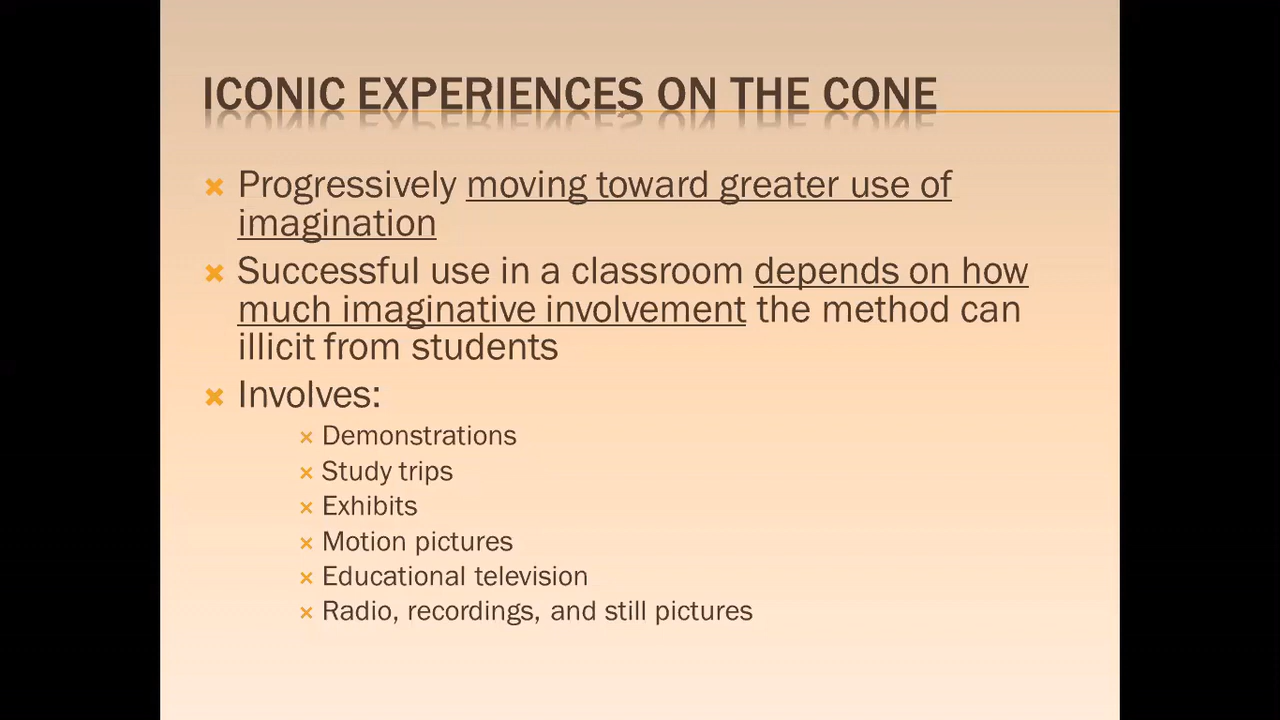 ICONIC EXPERIENCES ON THE CONE
Progressively moving toward greater use of
imagination
Successful use in a classroom depends on how
much imaginative involvement the method can
illicit from students
Involves:
Demonstrations
Study trips
Exhibits
Motion pictures
Educational television
Radio, recordings, and still pictures